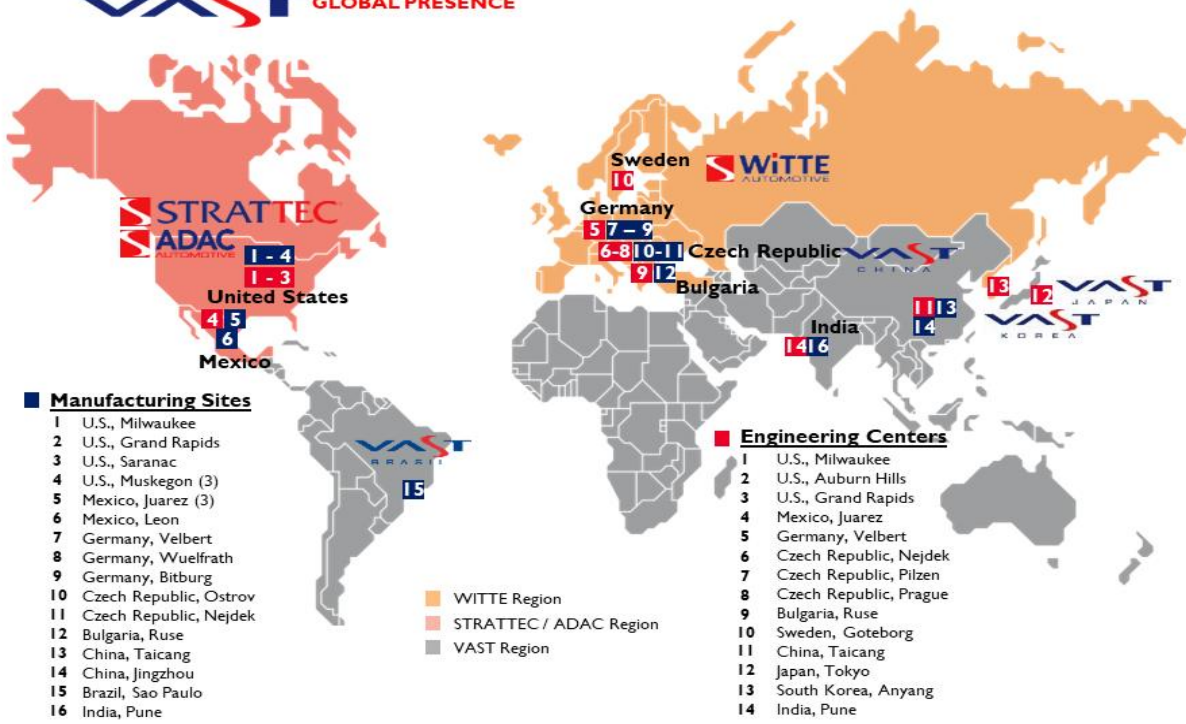 VAST
GLOBAL PRESENCE
Sweden
10
WiTTE
AUTOMOTIVE
Germany
5 7 – 9
6-8 10-11 Czech Republic
9 12
Bulgaria
STRATTEC
ADAC
AUTOMOTIVE
1 - 4
1 - 3
United States
4 5
6
Mexico
VAST
CHINA
13
12
VAST
JAPAN
VAST
KOREA
11 13
14
India
14 16
VAST
BRASIL
15
Manufacturing Sites
1 U.S., Milwaukee
2 U.S., Grand Rapids
3 U.S., Saranac
4 U.S., Muskegon (3)
5 Mexico, Juarez (3)
6 Mexico, Leon
7 Germany, Velbert
8 Germany, Wuelfrath
9 Germany, Bitburg
10 Czech Republic, Ostrov
11 Czech Republic, Nejdek
12 Bulgaria, Ruse
13 China, Taicang
14 China, Jingzhou
15 Brazil, Sao Paulo
16 India, Pune
WITTE Region
STRATTEC / ADAC Region
VAST Region
Engineering Centers
1 U.S., Milwaukee
2 U.S., Auburn Hills
3 U.S., Grand Rapids
4 Mexico, Juarez
5 Germany, Velbert
6 Czech Republic, Nejdek
7 Czech Republic, Pilzen
8 Czech Republic, Prague
9 Bulgaria, Ruse
10 Sweden, Goteborg
11 China, Taicang
12 Japan, Tokyo
13 South Korea, Anyang
14 India, Pune